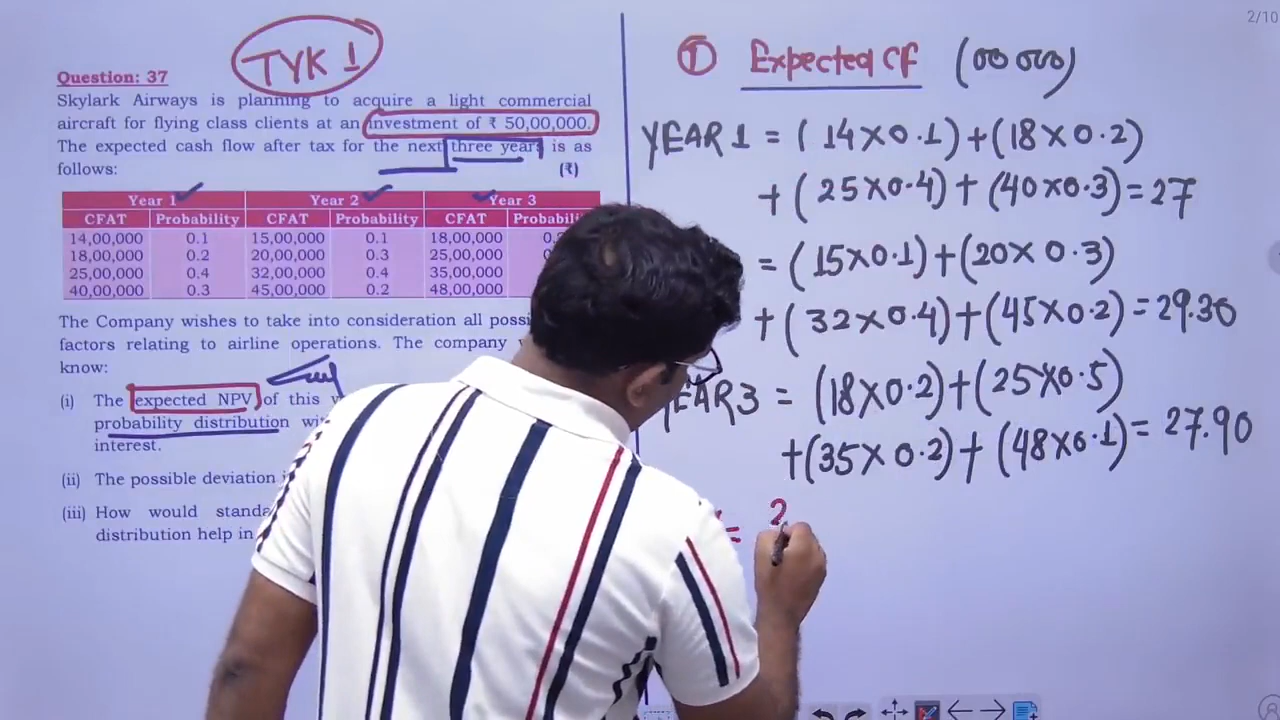 2/10
TYK 1
Question: 37
Skylark Airways is planning to acquire a light commercial
aircraft for flying class clients at an investment of ₹ 50,00,000.
The expected cash flow after tax for the next three years is as
follows: (₹)
Year 1 Year 2 Year 3
CFAT Probability CFAT Probability CFAT
14,00,000 0.1 15,00,000 0.1 18,00,000
18,00,000 0.2 20,00,000 0.3 25,00,000
25,00,000 0.4 32,00,000 0.4 35,00,000
40,00,000 0.3 45,00,000 0.2 48,00,000
The Company wishes to take into consideration all
factors relating to airline operations. The company
know:
(i) The expected NPV of this
probability distribution
interest.
(ii) The possible deviation
(iii) How would
distribution help in
① Expected CF (00 000)
YEAR 1 = (14×0.1)+(18×0.2)
+(25×0.4)+(40×0.3)=27
=(15×0.1)+(20×0.3)
+(32×0.4)+(45×0.2)=29.30
YEAR 3 = (18×0.2)+(25×0.5)
+(35×0.2)+(48×0.1)=27.90
= 2